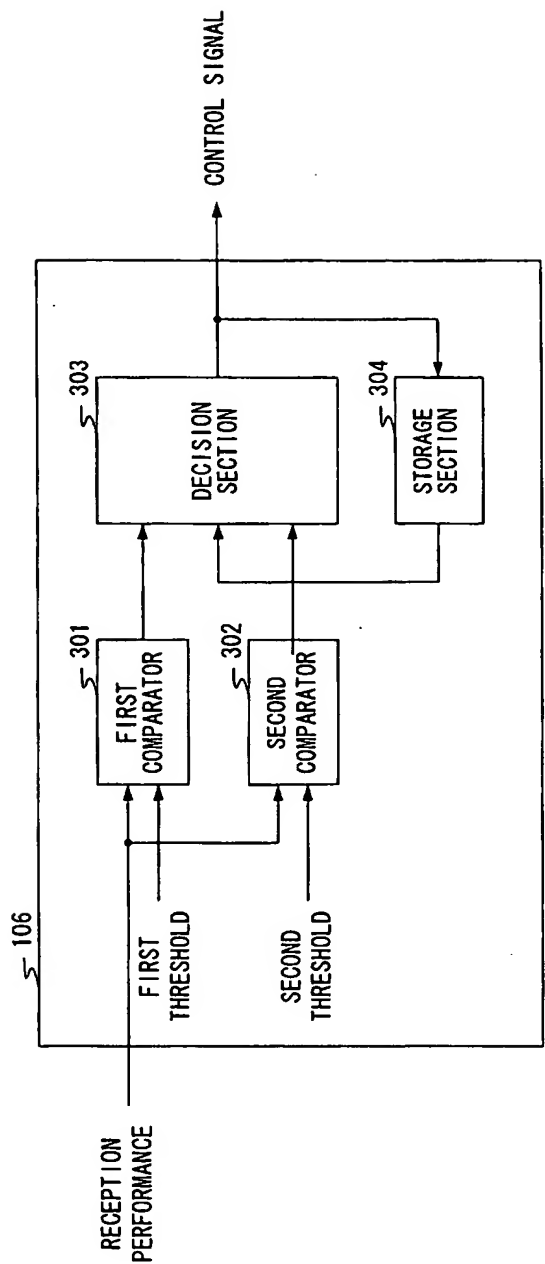 106
RECEPTION
PERFORMANCE
FIRST
THRESHOLD
SECOND
THRESHOLD
301
FIRST
COMPARATOR
302
SECOND
COMPARATOR
303
DECISION
SECTION
304
STORAGE
SECTION
CONTROL SIGNAL